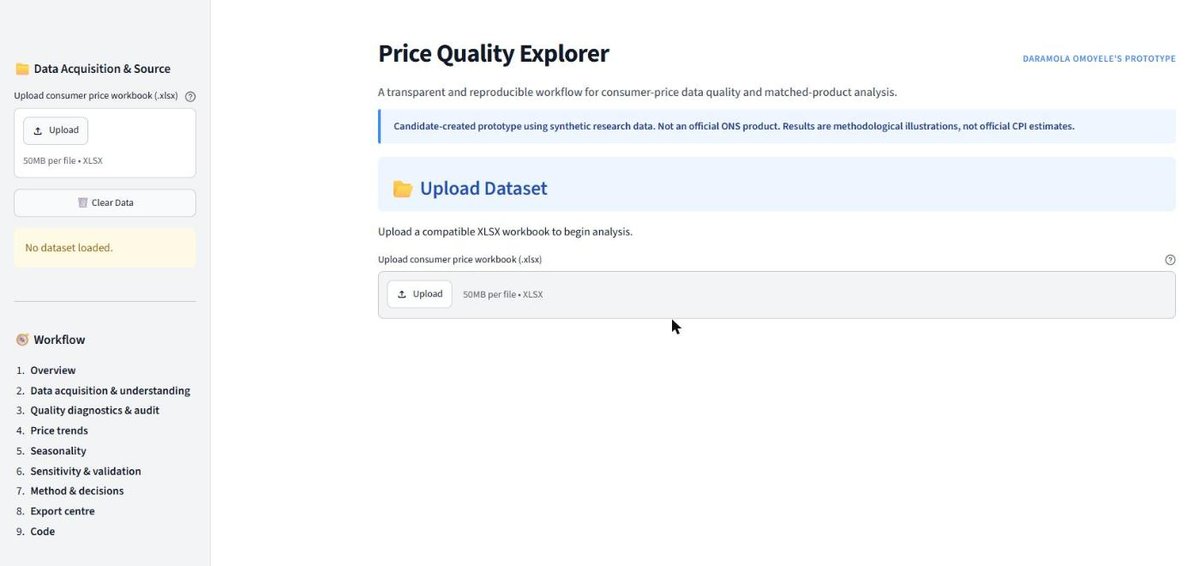 Data Acquisition & Source
Upload consumer price workbook (.xlsx)
Upload
50MB per file • XLSX
Clear Data
No dataset loaded.
Workflow
1. Overview
2. Data acquisition & understanding
3. Quality diagnostics & audit
4. Price trends
5. Seasonality
6. Sensitivity & validation
7. Method & decisions
8. Export centre
9. Code
Price Quality Explorer
DARAMOLA OMOYELE'S PROTOTYPE
A transparent and reproducible workflow for consumer-price data quality and matched-product analysis.
Candidate-created prototype using synthetic research data. Not an official ONS product. Results are methodological illustrations, not official CPI estimates.
Upload Dataset
Upload a compatible XLSX workbook to begin analysis.
Upload consumer price workbook (.xlsx)
Upload
50MB per file • XLSX